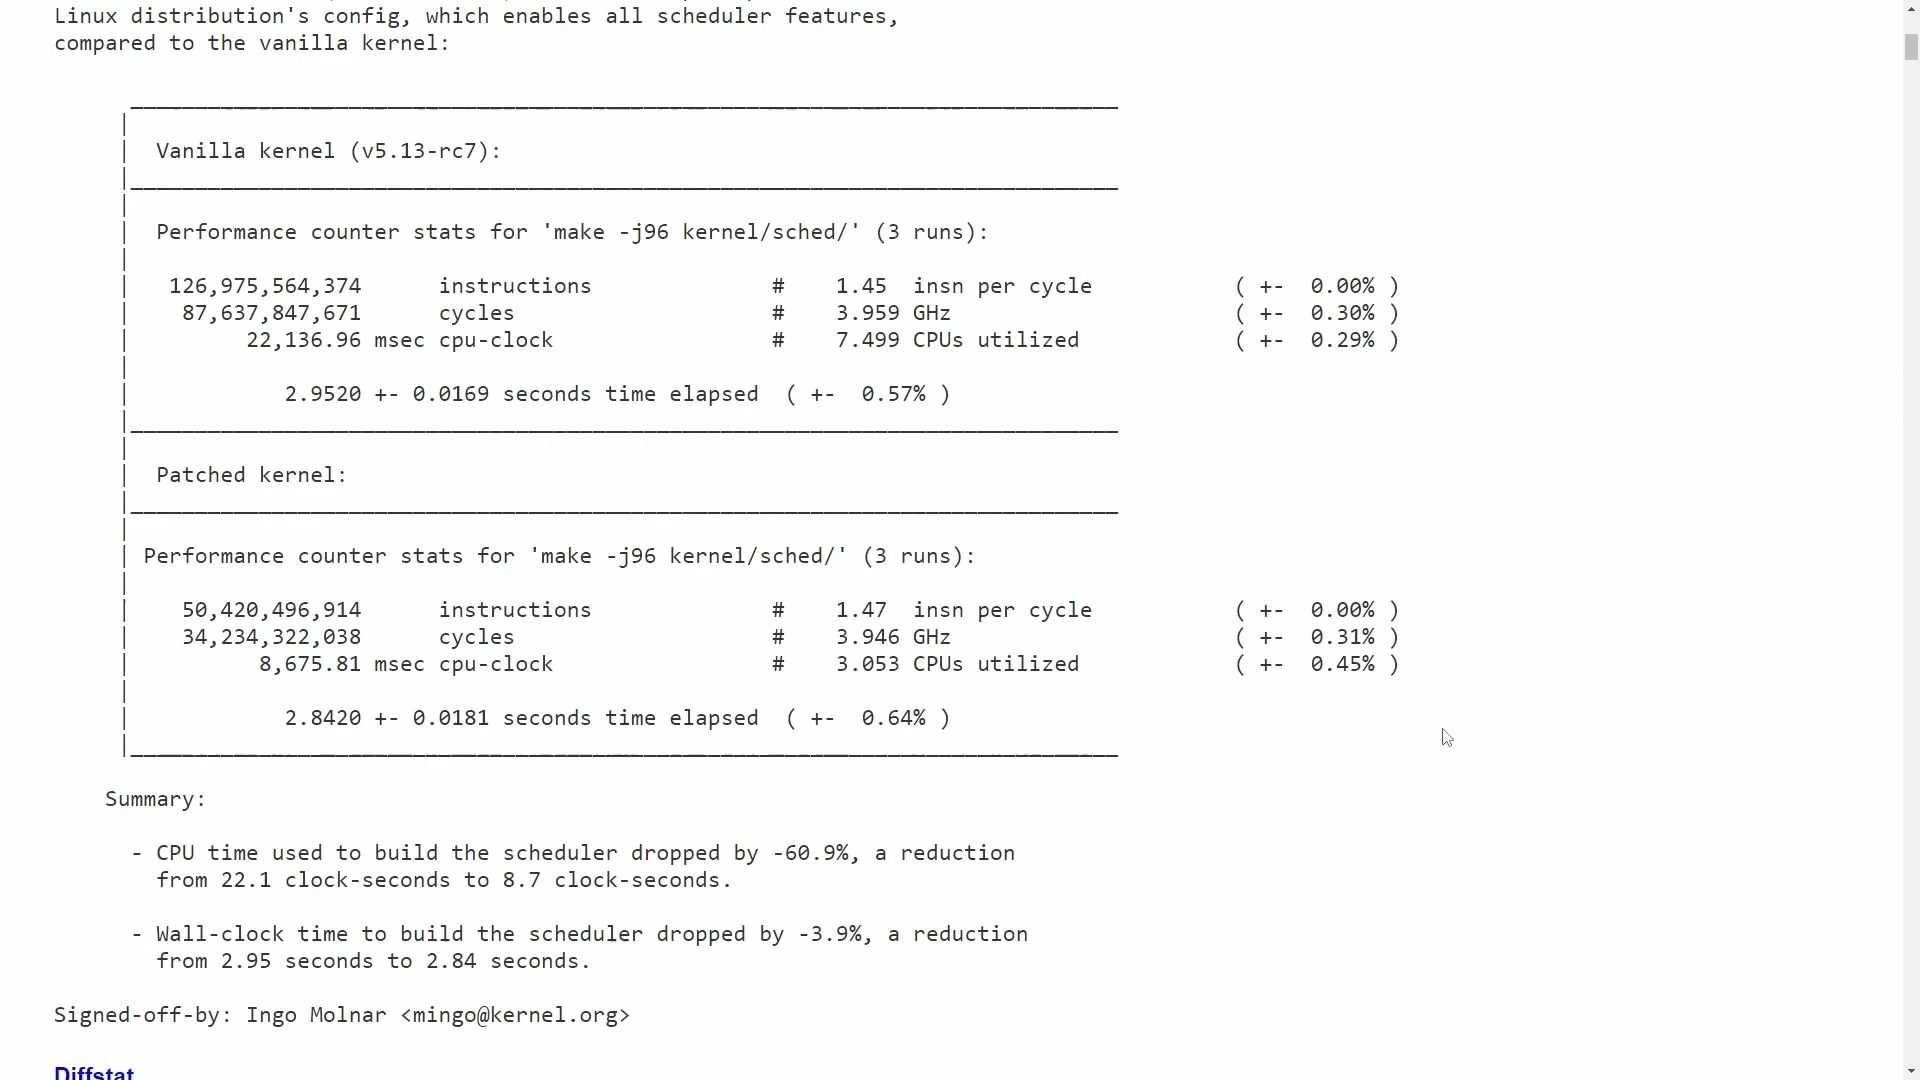 Linux distribution's config, which enables all scheduler features,
compared to the vanilla kernel:
Vanilla kernel (v5.13-rc7):
Performance counter stats for 'make -j96 kernel/sched/' (3 runs):
126,975,564,374 instructions # 1.45 insn per cycle ( +- 0.00% )
87,637,847,671 cycles # 3.959 GHz ( +- 0.30% )
22,136.96 msec cpu-clock # 7.499 CPUs utilized ( +- 0.29% )
2.9520 +- 0.0169 seconds time elapsed ( +- 0.57% )
Patched kernel:
Performance counter stats for 'make -j96 kernel/sched/' (3 runs):
50,420,496,914 instructions # 1.47 insn per cycle ( +- 0.00% )
34,234,322,038 cycles # 3.946 GHz ( +- 0.31% )
8,675.81 msec cpu-clock # 3.053 CPUs utilized ( +- 0.45% )
2.8420 +- 0.0181 seconds time elapsed ( +- 0.64% )
Summary:
- CPU time used to build the scheduler dropped by -60.9%, a reduction
from 22.1 clock-seconds to 8.7 clock-seconds.
- Wall-clock time to build the scheduler dropped by -3.9%, a reduction
from 2.95 seconds to 2.84 seconds.
Signed-off-by: Ingo Molnar <mingo@kernel.org>
Diffstat